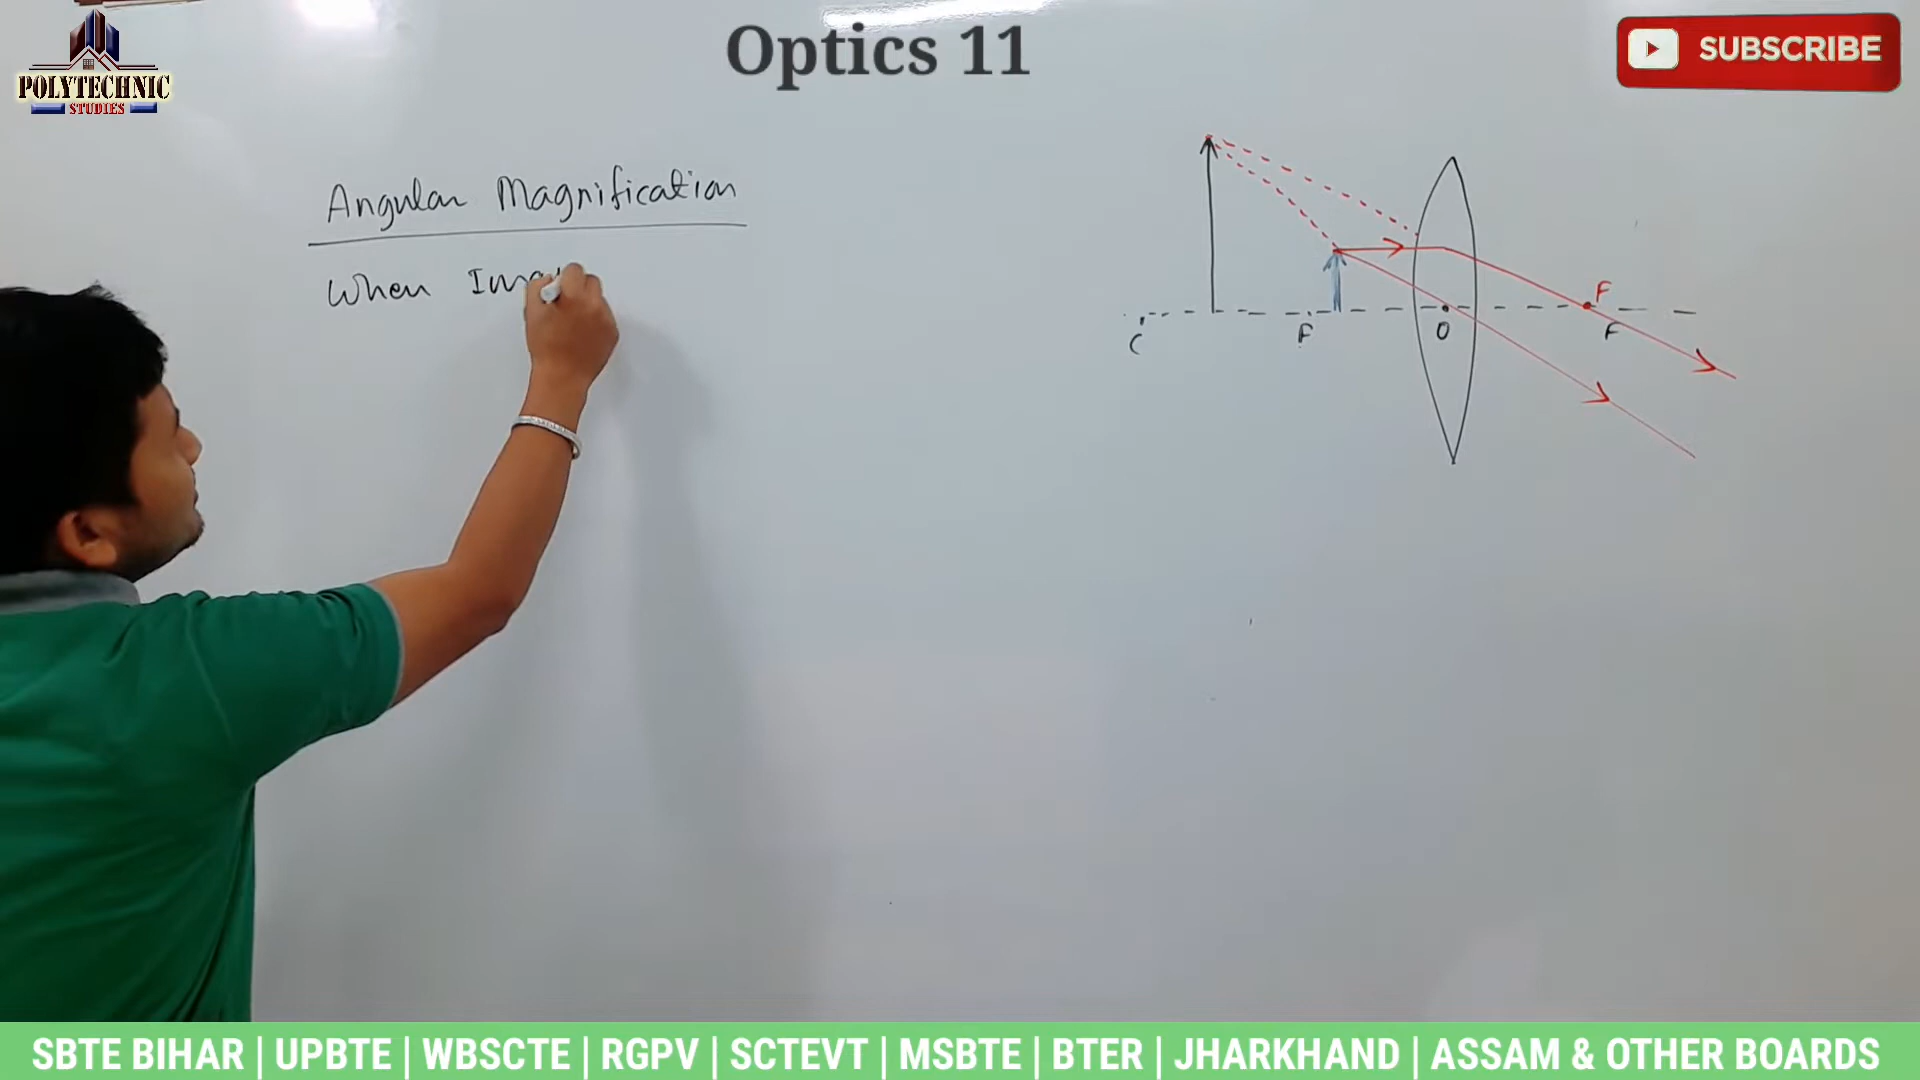 Optics 11
POLYTECHNIC
STUDIES
SUBSCRIBE
Angular Magnification
When
F
C
F
O
F
SBTE BIHAR | UPBTE | WBSCTE | RGPV | SCTEVT | MSBTE | BTER | JHARKHAND | ASSAM & OTHER BOARDS